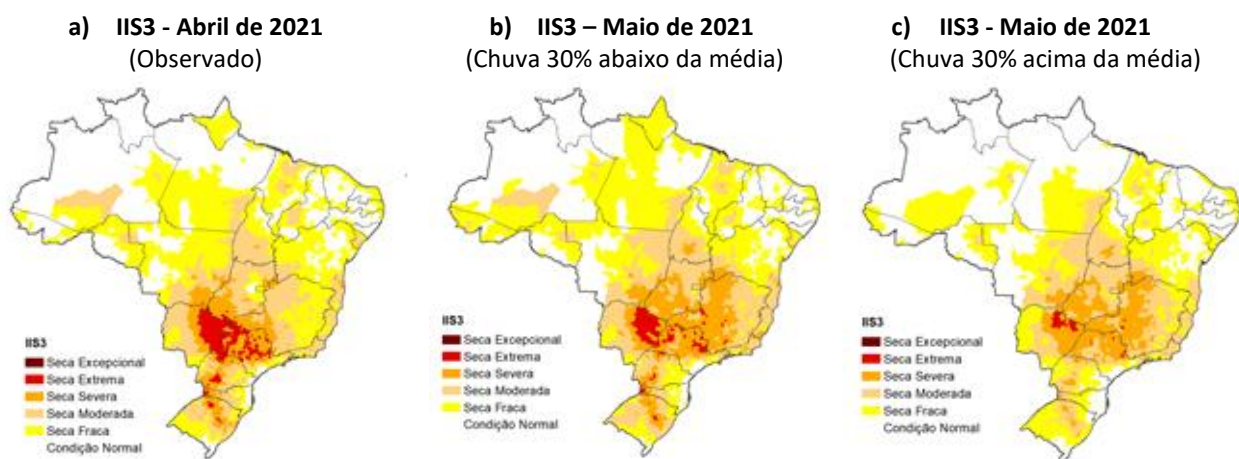 a) IIS3 - Abril de 2021
(Observado)
b) IIS3 – Maio de 2021
(Chuva 30% abaixo da média)
c) IIS3 - Maio de 2021
(Chuva 30% acima da média)
IIS3
Seca Excepcional
Seca Extrema
Seca Severa
Seca Moderada
Seca Fraca
Condição Normal
IIS3
Seca Excepcional
Seca Extrema
Seca Severa
Seca Moderada
Seca Fraca
Condição Normal
IIS3
Seca Excepcional
Seca Extrema
Seca Severa
Seca Moderada
Seca Fraca
Condição Normal